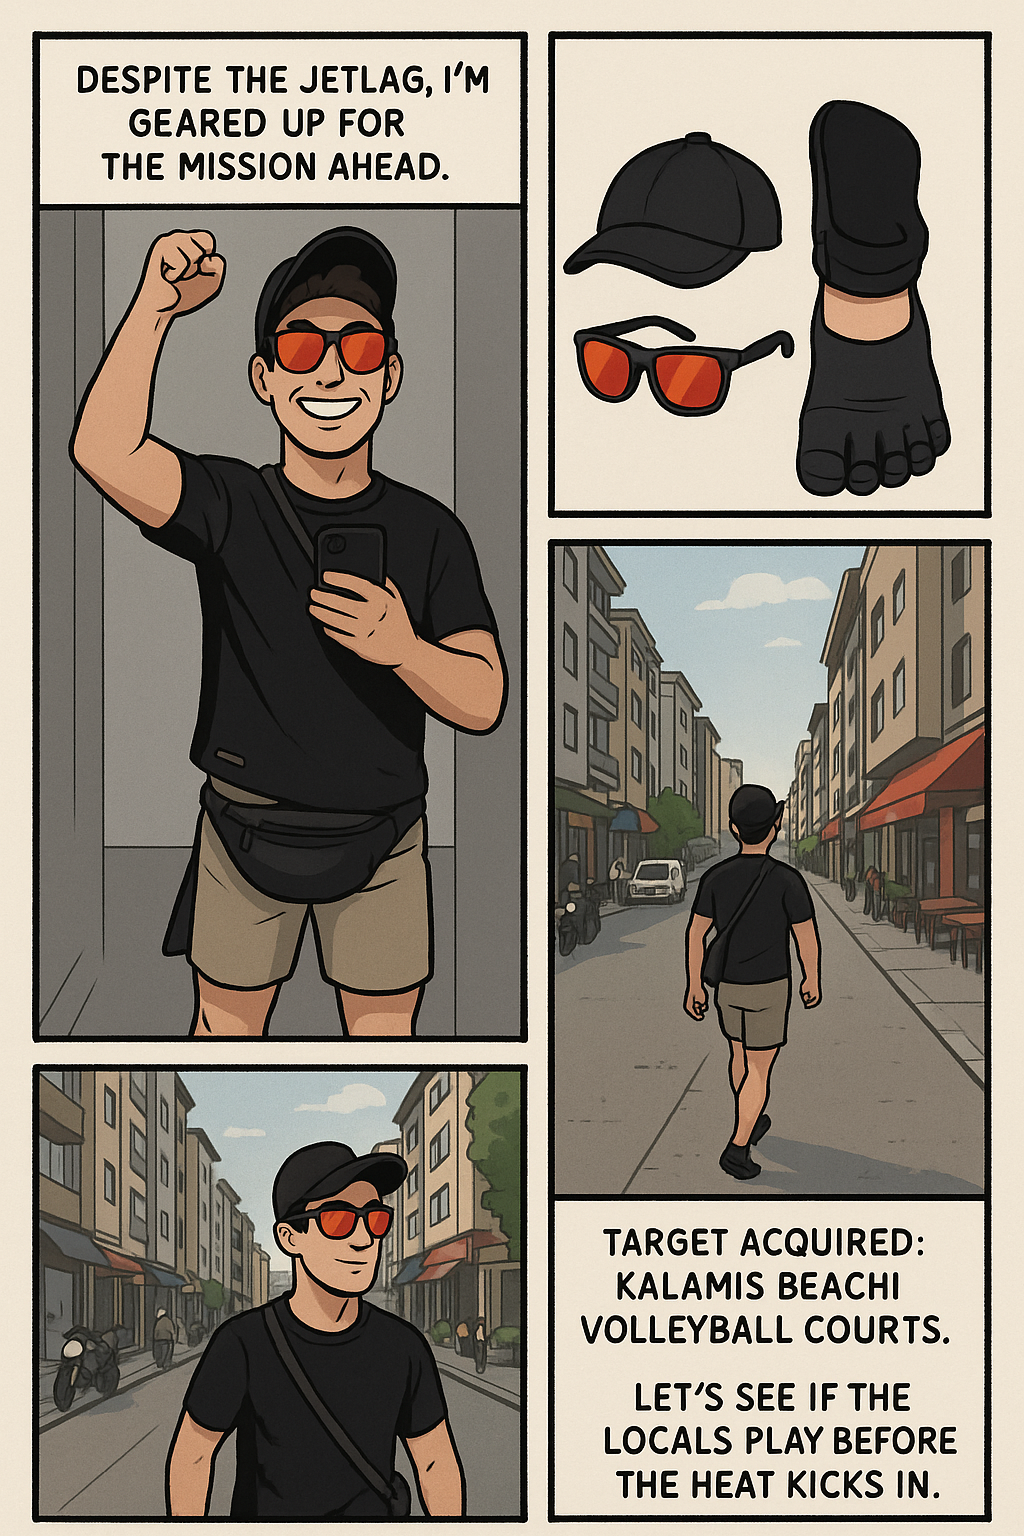 DESPITE THE JETLAG, I'M
GEARED UP FOR
THE MISSION AHEAD.
TARGET ACQUIRED:
KALAMIS BEACHI
VOLLEYBALL COURTS.
LET'S SEE IF THE
LOCALS PLAY BEFORE
THE HEAT KICKS IN.